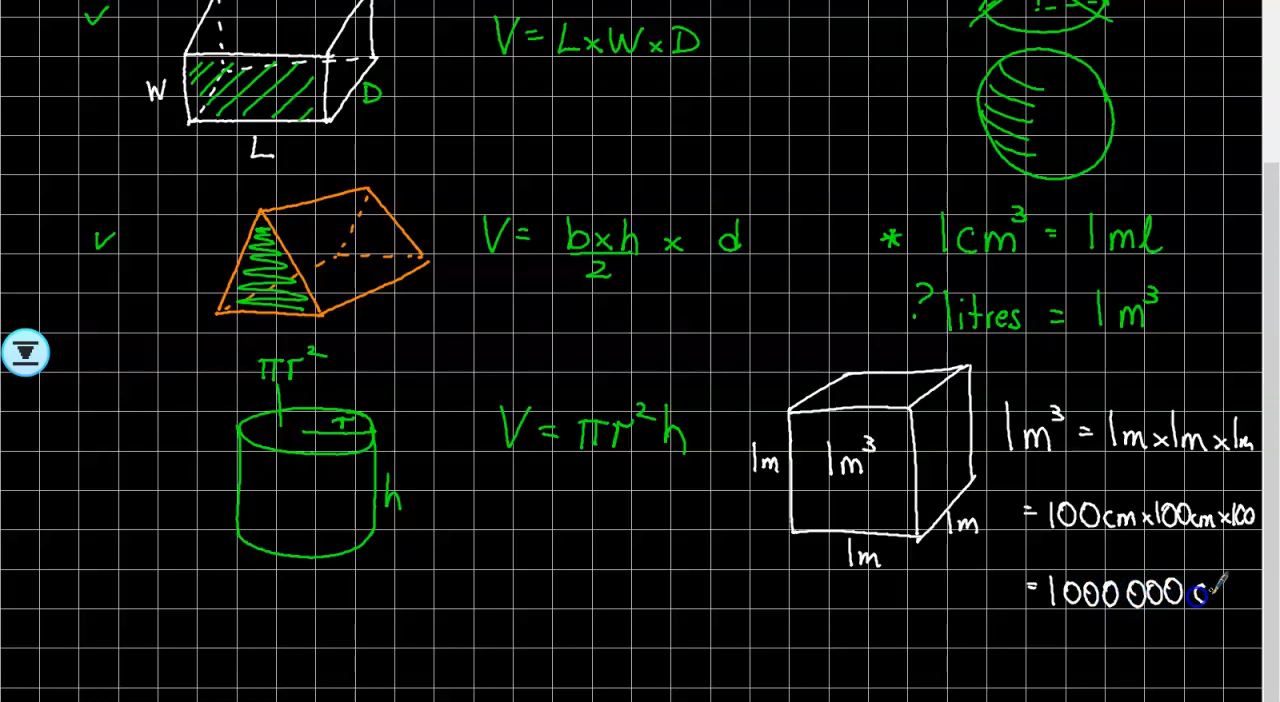 V = L x W x D
W
D
L
V = b x h / 2 x d
* 1cm³ = 1ml
? litres = 1m³
πr²
r
h
V = πr²h
1m
1m³
1m
1m
1m³ = 1m x 1m x 1m
= 100cm x 100cm x 100
= 1000 000 c